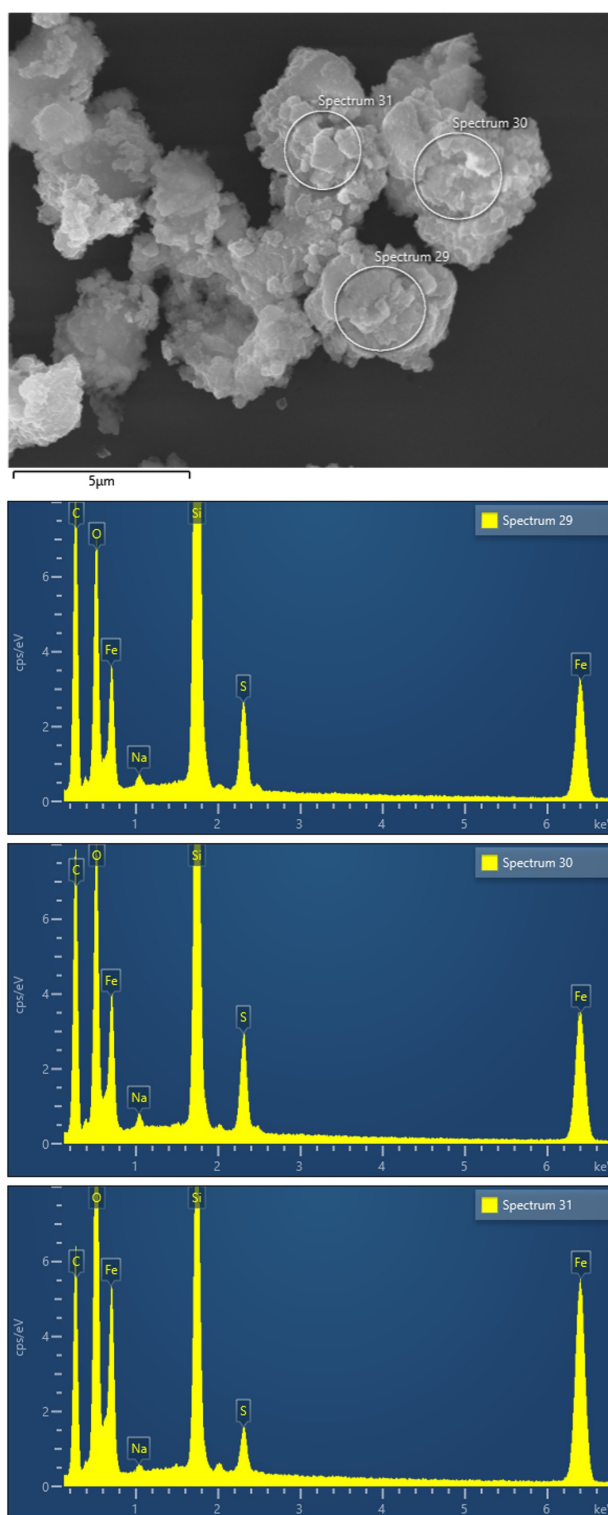 Spectrum 31
Spectrum 30
Spectrum 29
5µm
C
Si
Spectrum 29
O
6
cps/eV
Fe
Fe
4
S
2
Na
0
1
2
3
4
5
6
O
Si
Spectrum 30
C
6
cps/eV
Fe
Fe
4
S
2
Na
0
1
2
3
4
5
6
O
Si
Spectrum 31
6
C
Fe
Fe
cps/eV
4
2
S
Na
0
1
2
3
4
5
6